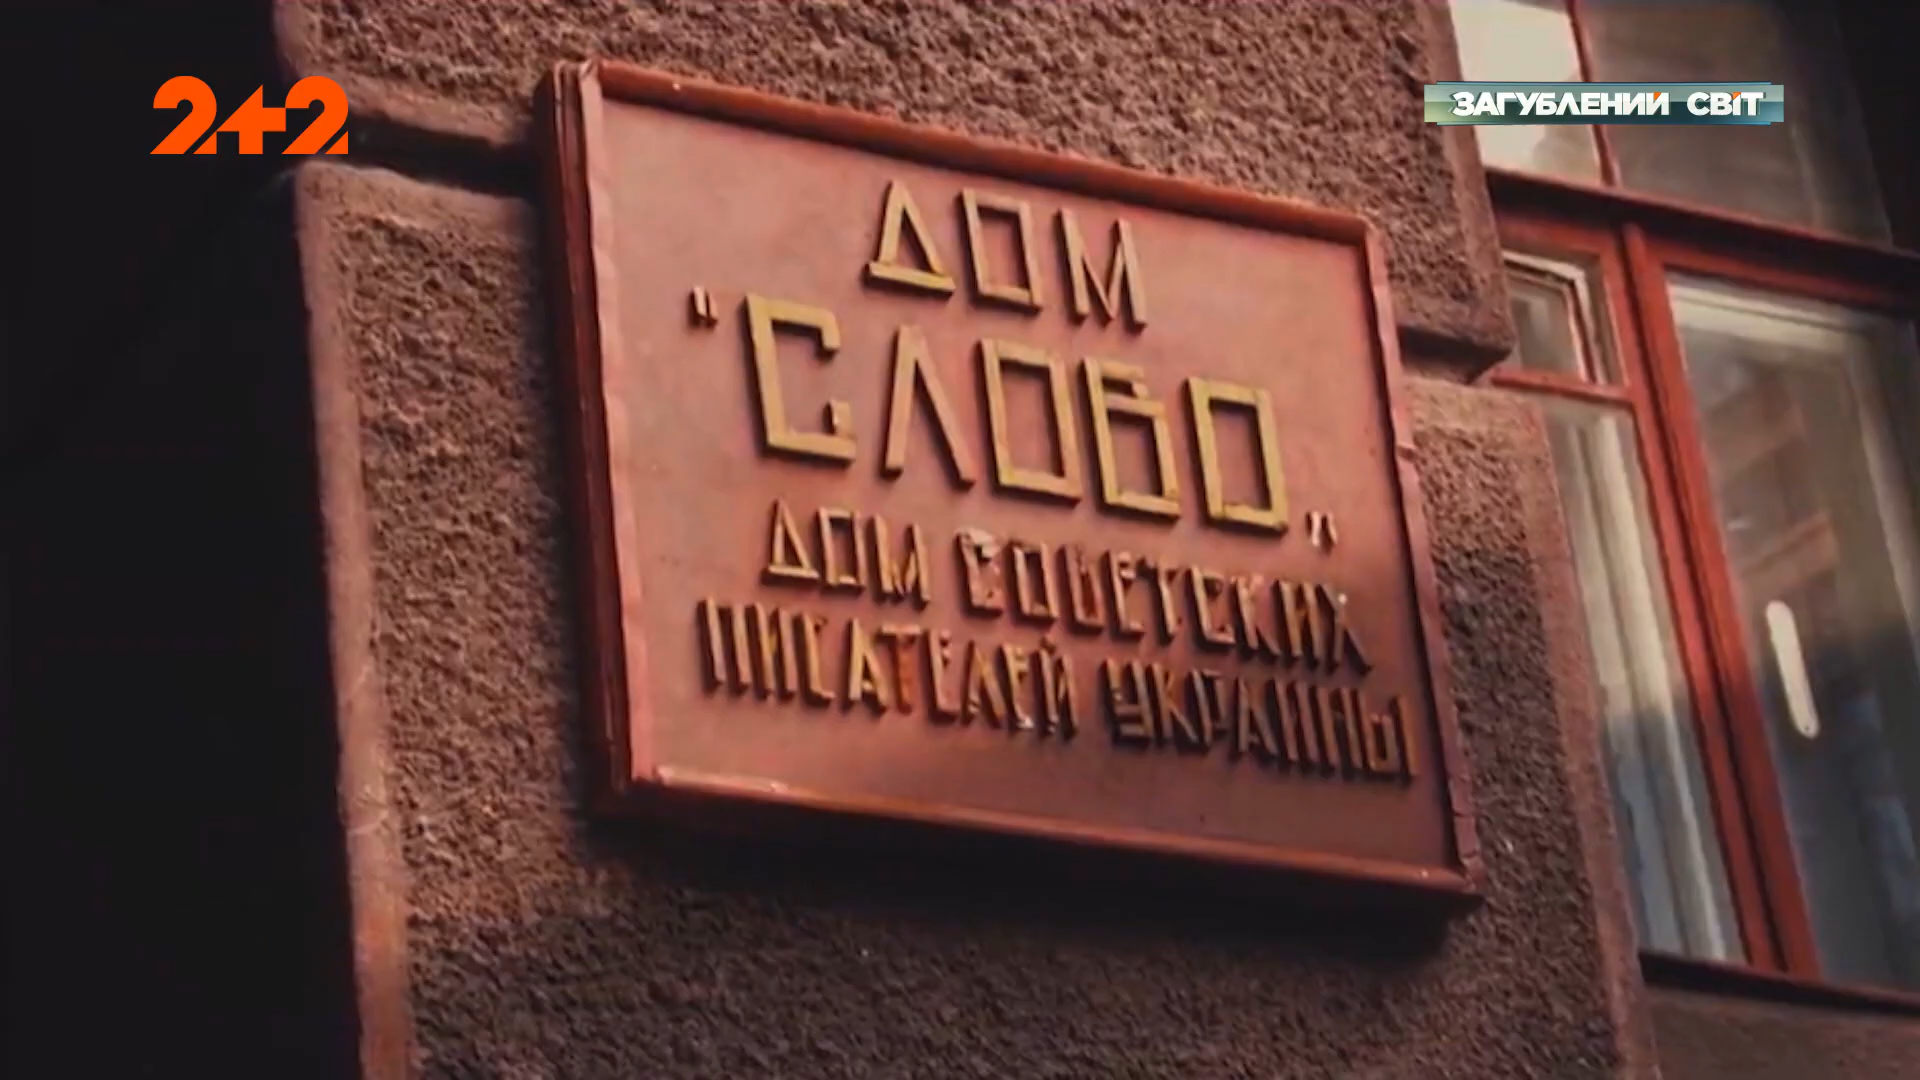 2+2
ЗАГУБЛЕНИЙ СВІТ
ДОМ
"СЛОВО"
ДОМ СОВЕТСКИХ
ПИСАТЕЛЕЙ УКРАИНЫ